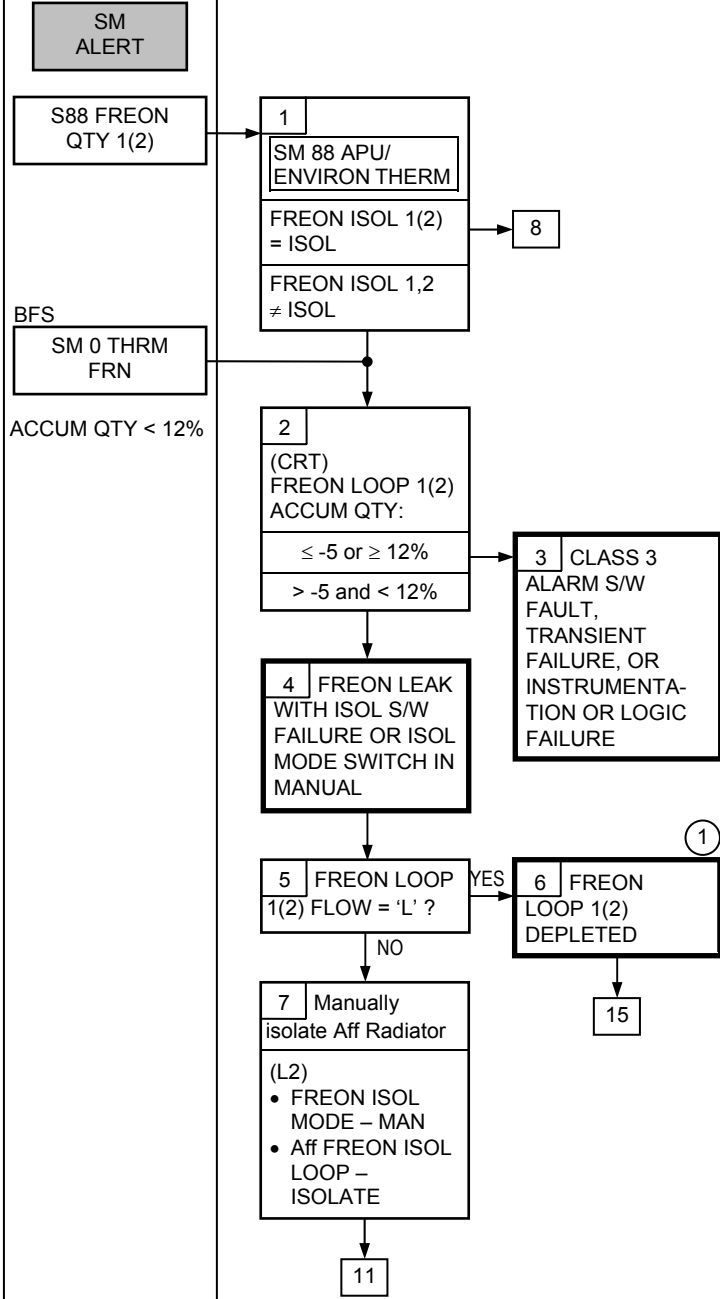 SM
ALERT
S88 FREON
QTY 1(2)
1
SM 88 APU/
ENVIRON THERM
FREON ISOL 1(2)
= ISOL
8
FREON ISOL 1,2
≠ ISOL
BFS
SM 0 THRM
FRN
ACCUM QTY < 12%
2
(CRT)
FREON LOOP 1(2)
ACCUM QTY:
≤ -5 or ≥ 12%
> -5 and < 12%
3 CLASS 3
ALARM S/W
FAULT,
TRANSIENT
FAILURE, OR
INSTRUMENTA-
TION OR LOGIC
FAILURE
4 FREON LEAK
WITH ISOL S/W
FAILURE OR ISOL
MODE SWITCH IN
MANUAL
5 FREON LOOP
1(2) FLOW = ‘L’ ?
YES
NO
1
6 FREON
LOOP 1(2)
DEPLETED
15
7 Manually
isolate Aff Radiator
(L2)
• FREON ISOL
MODE – MAN
• Aff FREON ISOL
LOOP –
ISOLATE
11